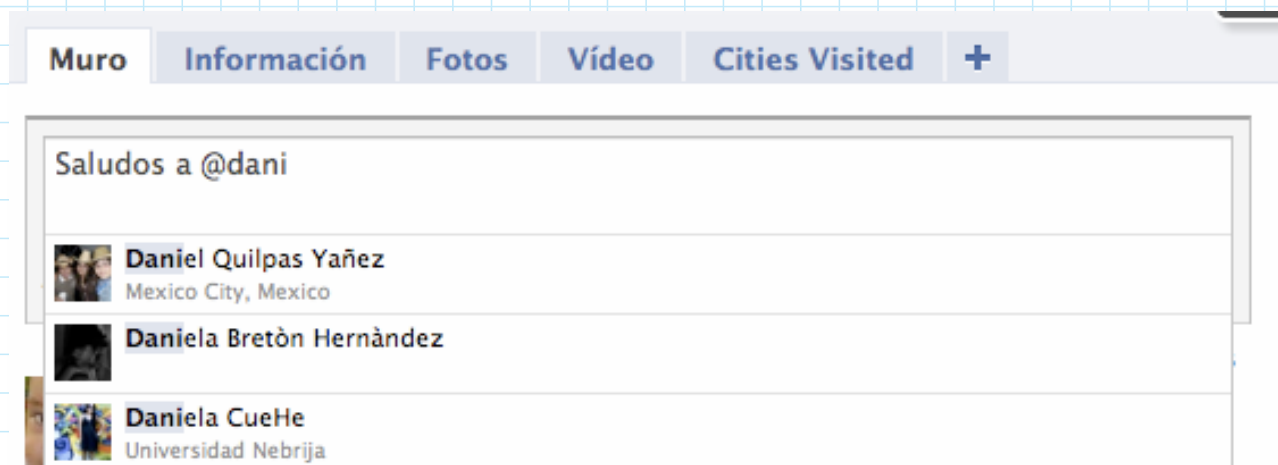 Muro Información Fotos Vídeo Cities Visited +
Saludos a @dani
Daniel Quilpas Yañez
Mexico City, Mexico
Daniela Bretòn Hernàndez
Daniela CueHe
Universidad Nebrija